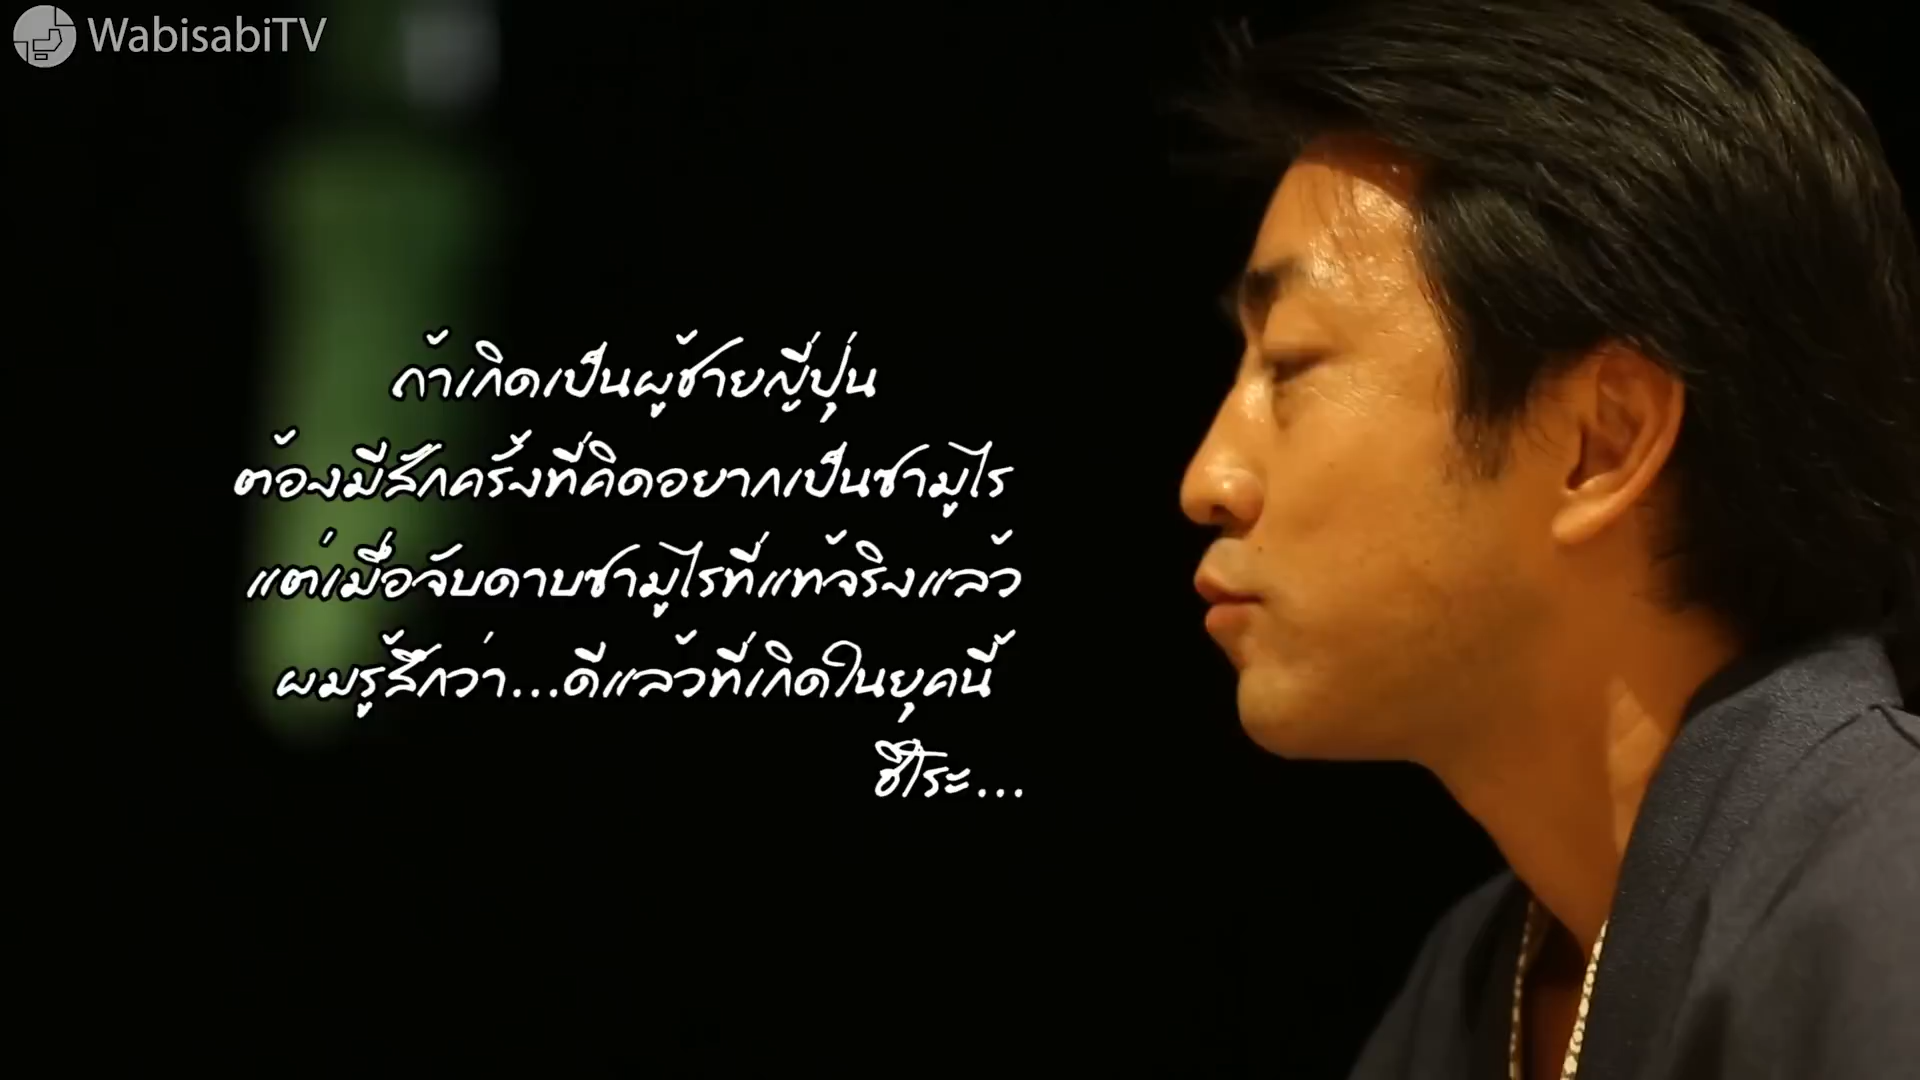 WabisabiTV
ถ้าเกิดเป็นผู้ชายญี่ปุ่น
ต้องมีสักครั้งที่คิดอยากเป็นซามูไร
แต่เมื่อจับดาบซามูไรที่แท้จริงแล้ว
ผมรู้สึกว่า...ดีแล้วที่เกิดในยุคนี้
ฮีโระ...